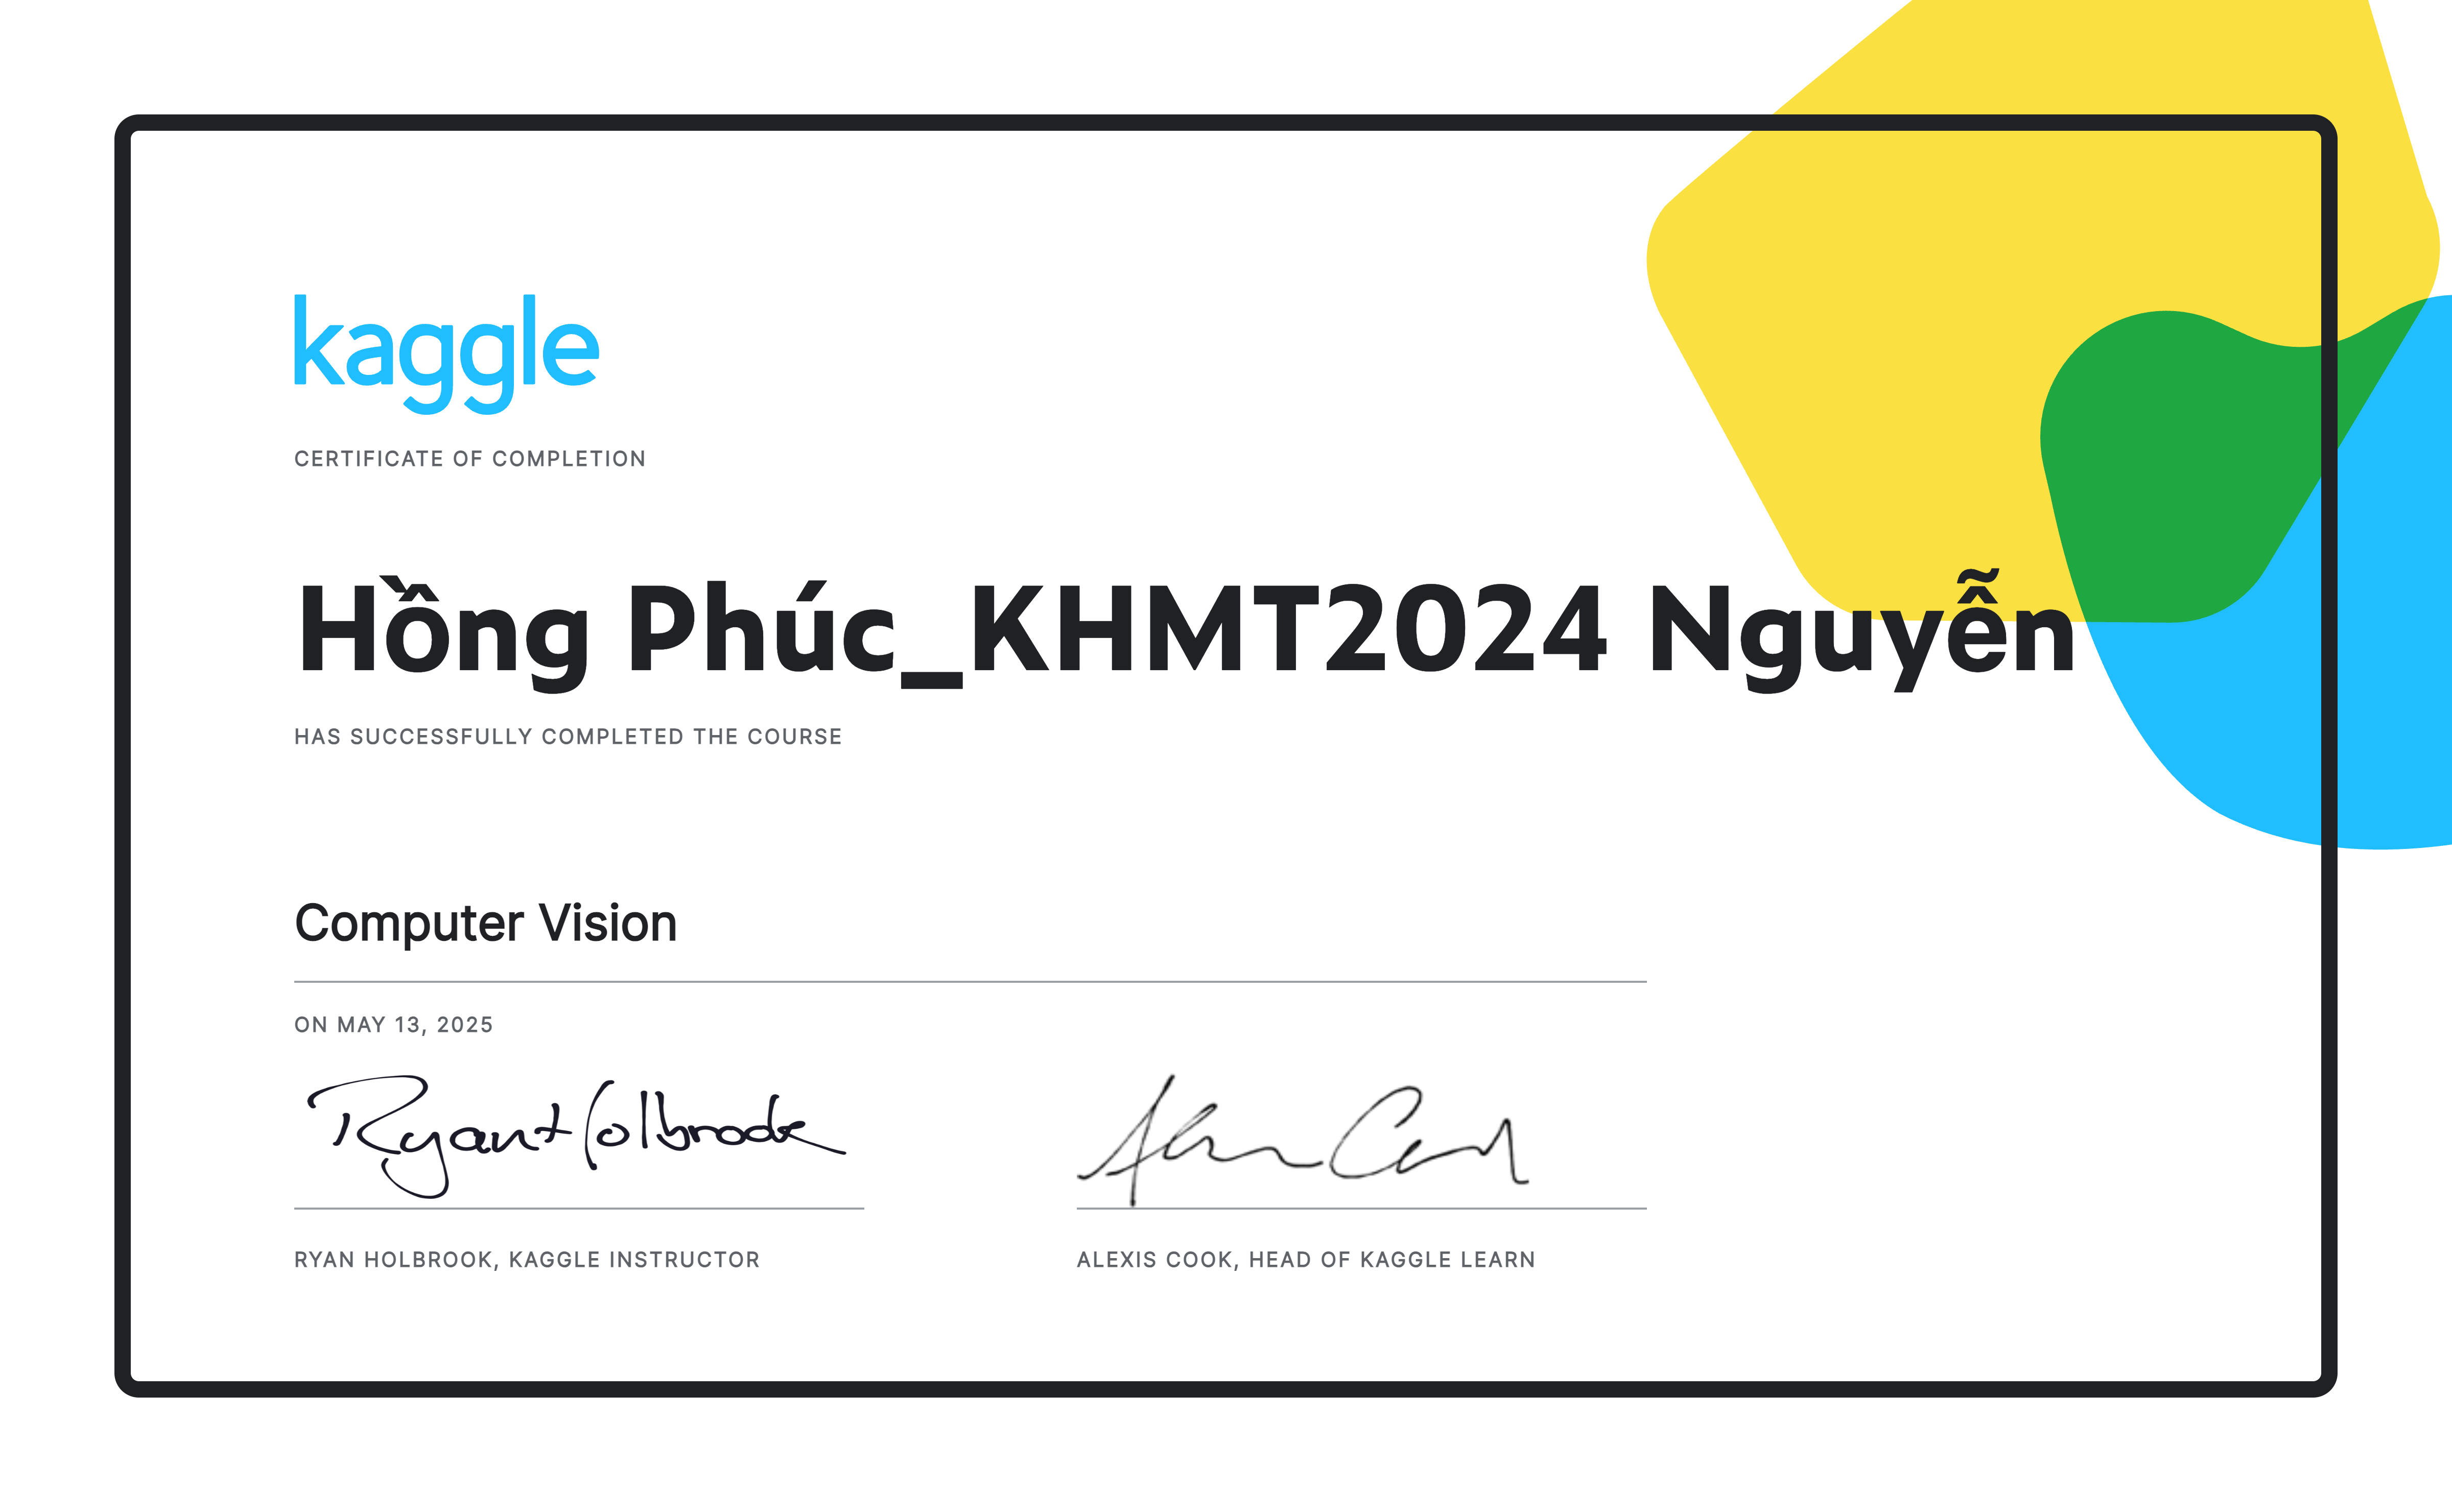 kaggle
CERTIFICATE OF COMPLETION
Hồng Phúc_KHMT2024 Nguyễn
HAS SUCCESSFULLY COMPLETED THE COURSE
Computer Vision
ON MAY 13, 2025
Ryan Holbrook
RYAN HOLBROOK, KAGGLE INSTRUCTOR
ALEXIS COOK, HEAD OF KAGGLE LEARN